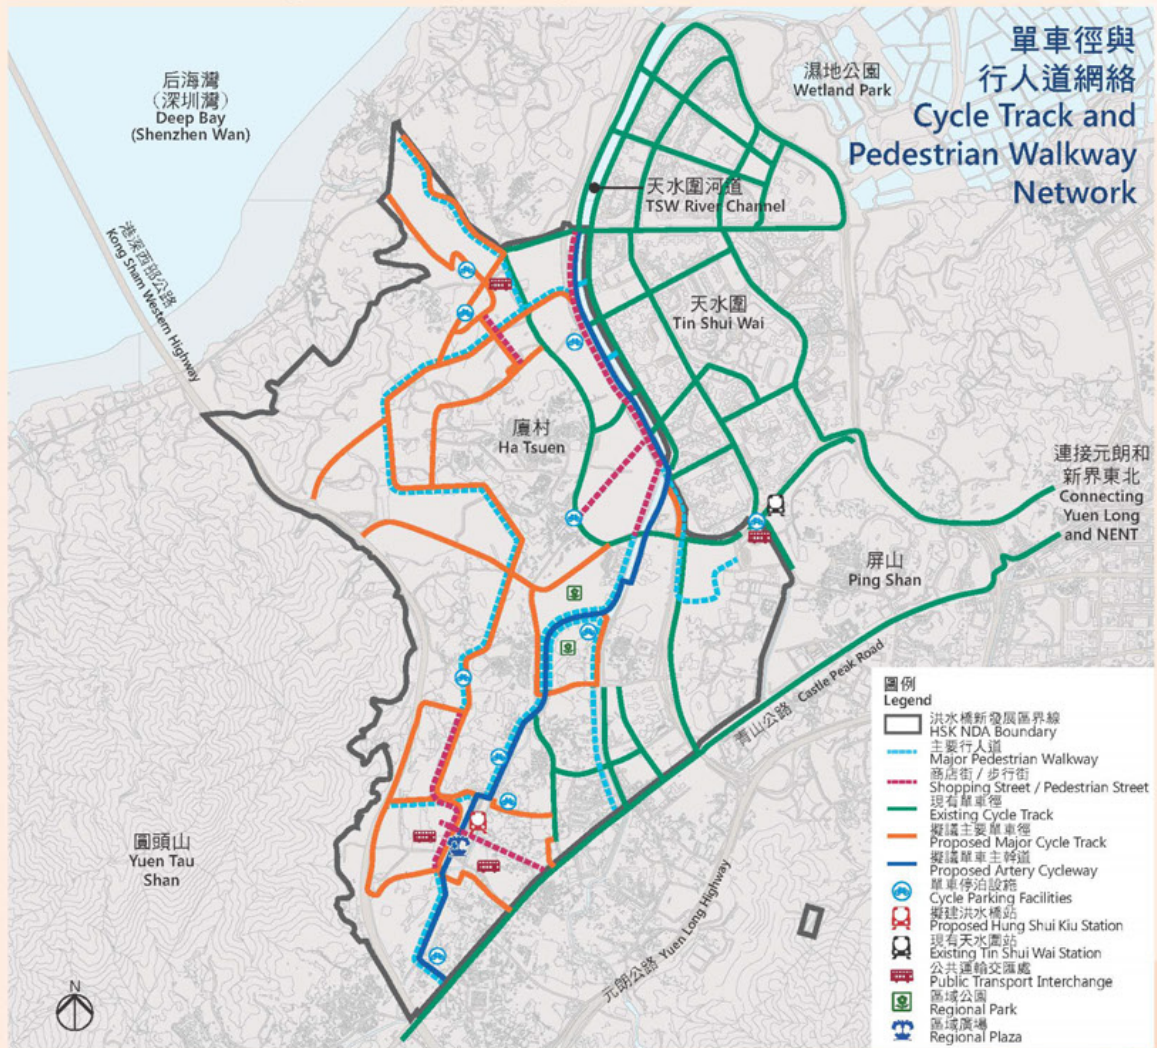 單車徑與
行人道網絡
Cycle Track and
Pedestrian Walkway
Network
后海灣
(深圳灣)
Deep Bay
(Shenzhen Wan)
濕地公園
Wetland Park
天水圍河道
TSW River Channel
港深西部公路
Kong Sham Western Highway
天水圍
Tin Shui Wai
廈村
Ha Tsuen
連接元朗和
新界東北
Connecting
Yuen Long
and NENT
屏山
Ping Shan
青山公路 Castle Peak Road
圓頭山
Yuen Tau
Shan
元朗公路 Yuen Long Highway
N
圖例
Legend
洪水橋新發展區界線
HSK NDA Boundary
主要行人道
Major Pedestrian Walkway
商店街 / 步行街
Shopping Street / Pedestrian Street
現有單車徑
Existing Cycle Track
擬議主要單車徑
Proposed Major Cycle Track
擬議單車主幹道
Proposed Artery Cycleway
單車停泊設施
Cycle Parking Facilities
擬建洪水橋站
Proposed Hung Shui Kiu Station
現有天水圍站
Existing Tin Shui Wai Station
公共運輸交匯處
Public Transport Interchange
區域公園
Regional Park
區域廣場
Regional Plaza